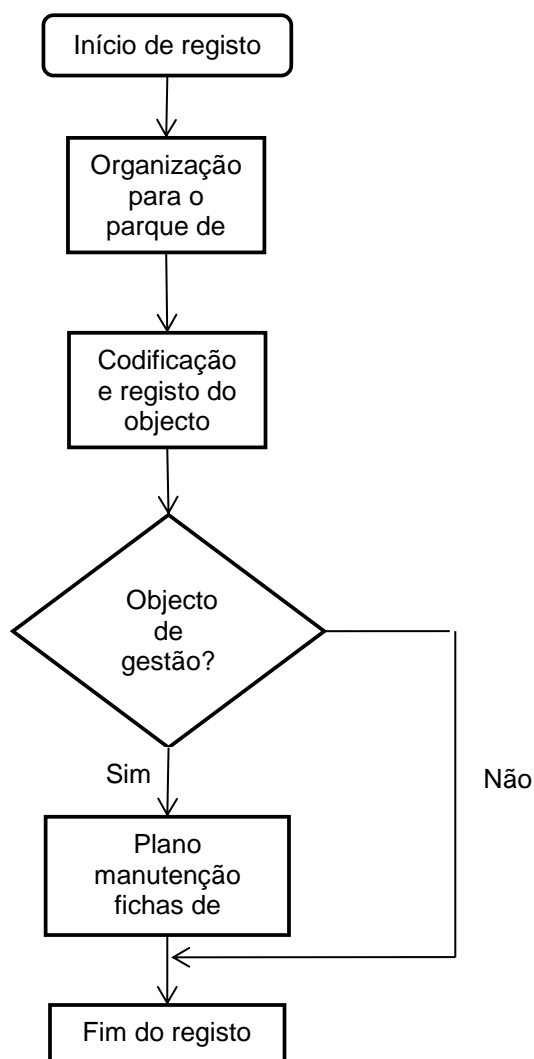 Início de registo
Organização
para o
parque de
Codificação
e registo do
objecto
Objecto
de
gestão?
Sim
Não
Plano
manutenção
fichas de
Fim do registo